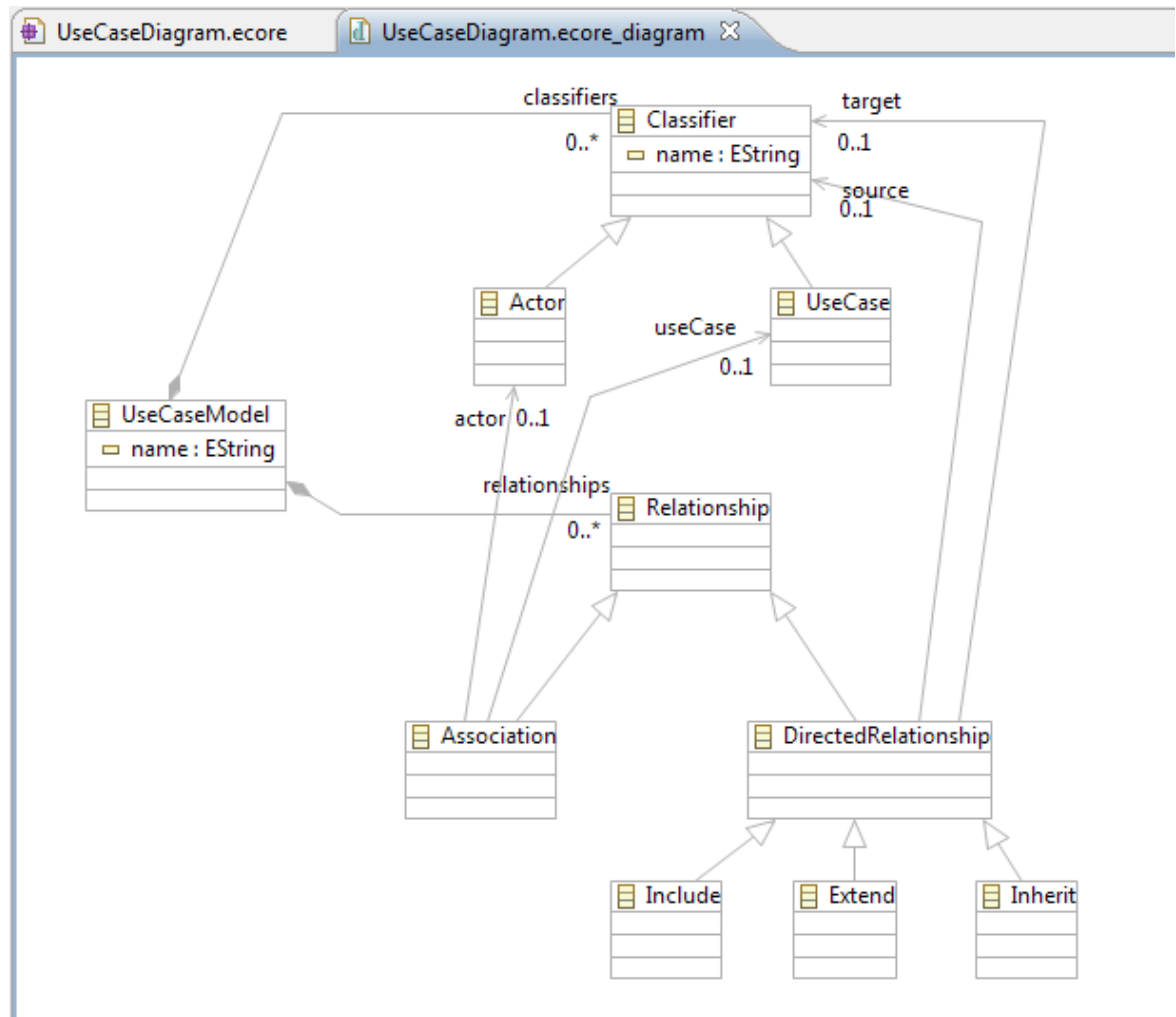 UseCaseDiagram.ecore
UseCaseDiagram.ecore_diagram
classifiers
0..*
Classifier
name : EString
target
0..1
source
0..1
Actor
UseCase
useCase
0..1
UseCaseModel
name : EString
actor 0..1
relationships
0..*
Relationship
Association
DirectedRelationship
Include
Extend
Inherit